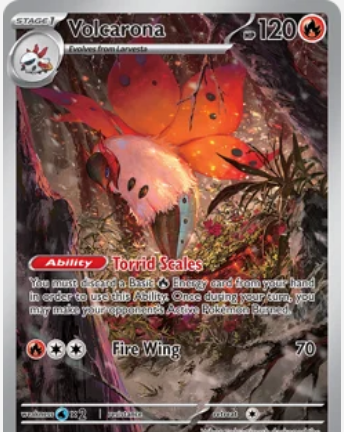 STAGE 1 Volcarona HP 120
Evolves from Larvesta
Ability Torrid Scales
You must discard a Basic Energy card from your hand
in order to use this Ability. Once during your turn, you
may make your opponent's Active Pokémon Burned.
Fire Wing 70
weakness ×2 resistance retreat